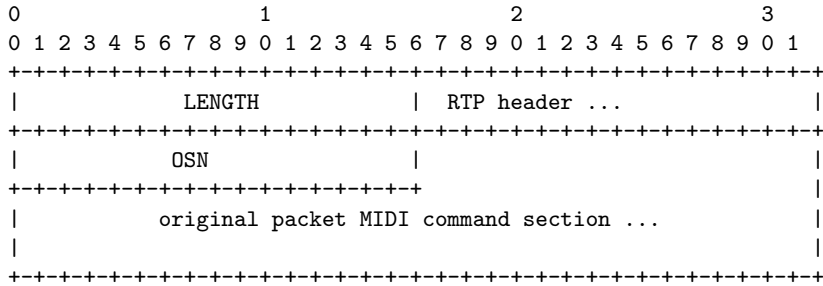 0                   1                   2                   3
0 1 2 3 4 5 6 7 8 9 0 1 2 3 4 5 6 7 8 9 0 1 2 3 4 5 6 7 8 9 0 1
+-+-+-+-+-+-+-+-+-+-+-+-+-+-+-+-+-+-+-+-+-+-+-+-+-+-+-+-+-+-+-+-+
|             LENGTH            |  RTP header ...               |
+-+-+-+-+-+-+-+-+-+-+-+-+-+-+-+-+-+-+-+-+-+-+-+-+-+-+-+-+-+-+-+-+
|            OSN                |                               |
+-+-+-+-+-+-+-+-+-+-+-+-+-+-+-+-+                               |
|           original packet MIDI command section ...            |
|                                                               |
+-+-+-+-+-+-+-+-+-+-+-+-+-+-+-+-+-+-+-+-+-+-+-+-+-+-+-+-+-+-+-+-+